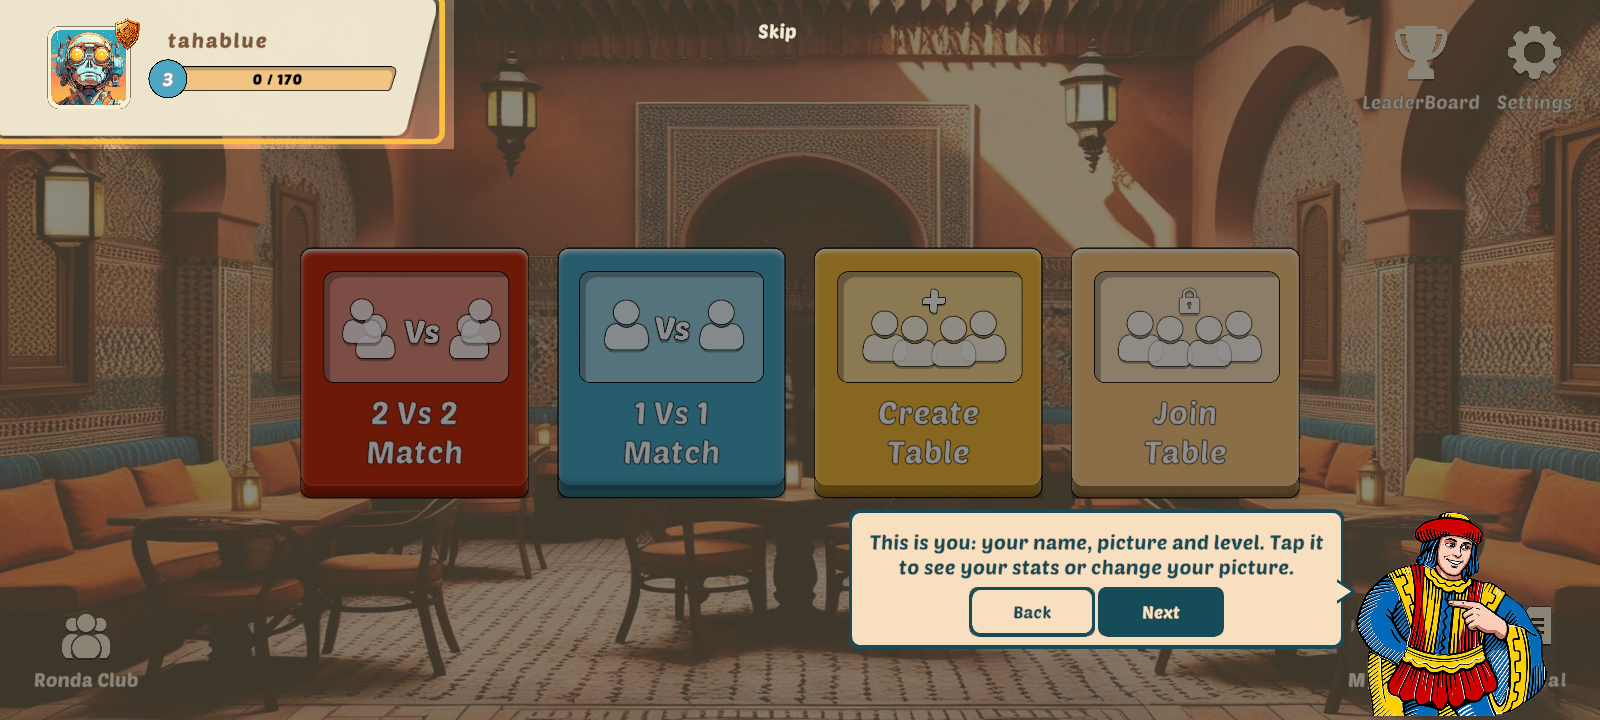 tahablue
3
0 / 170
Skip
LeaderBoard
Settings
Vs
2 Vs 2
Match
Vs
1 Vs 1
Match
Create
Table
Join
Table
This is you: your name, picture and level. Tap it
to see your stats or change your picture.
Back
Next
Ronda Club